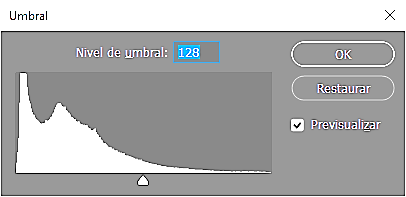 Umbral
Nivel de umbral: 128
OK
Restaurar
Previsualizar